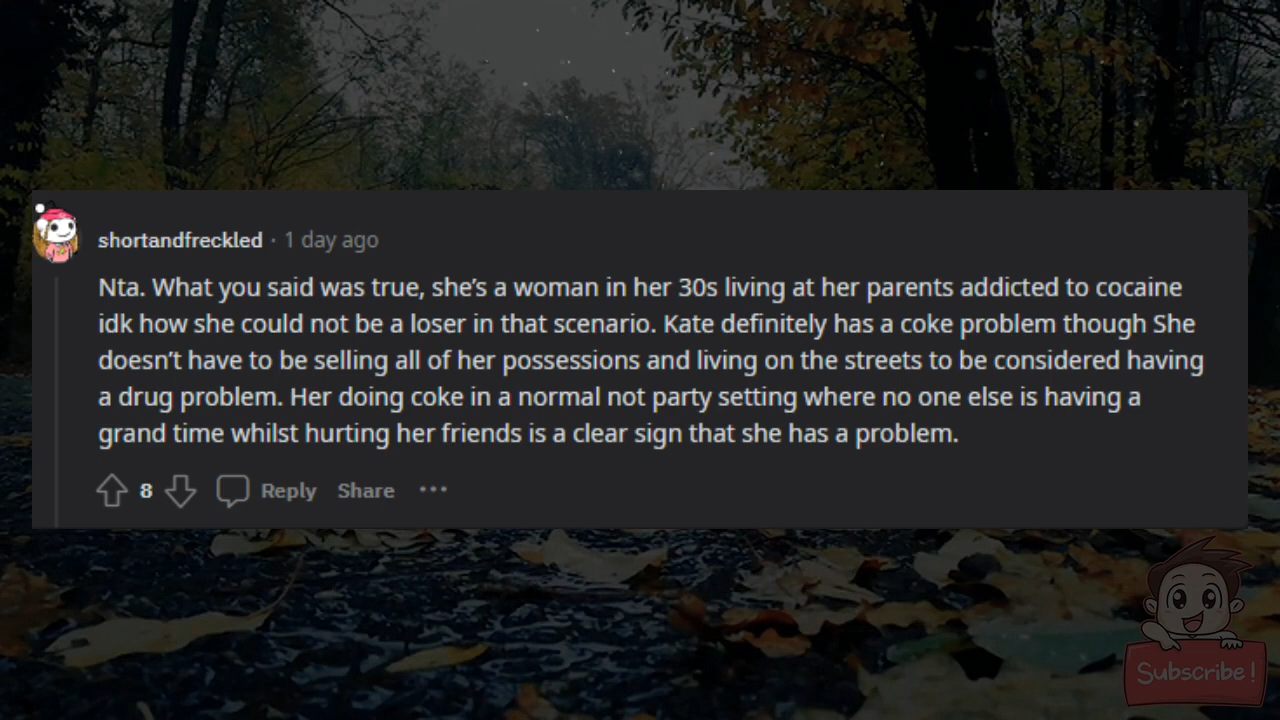 shortandfreckled · 1 day ago
Nta. What you said was true, she’s a woman in her 30s living at her parents addicted to cocaine
idk how she could not be a loser in that scenario. Kate definitely has a coke problem though She
doesn’t have to be selling all of her possessions and living on the streets to be considered having
a drug problem. Her doing coke in a normal not party setting where no one else is having a
grand time whilst hurting her friends is a clear sign that she has a problem.
8 Reply Share ···
Subscribe!